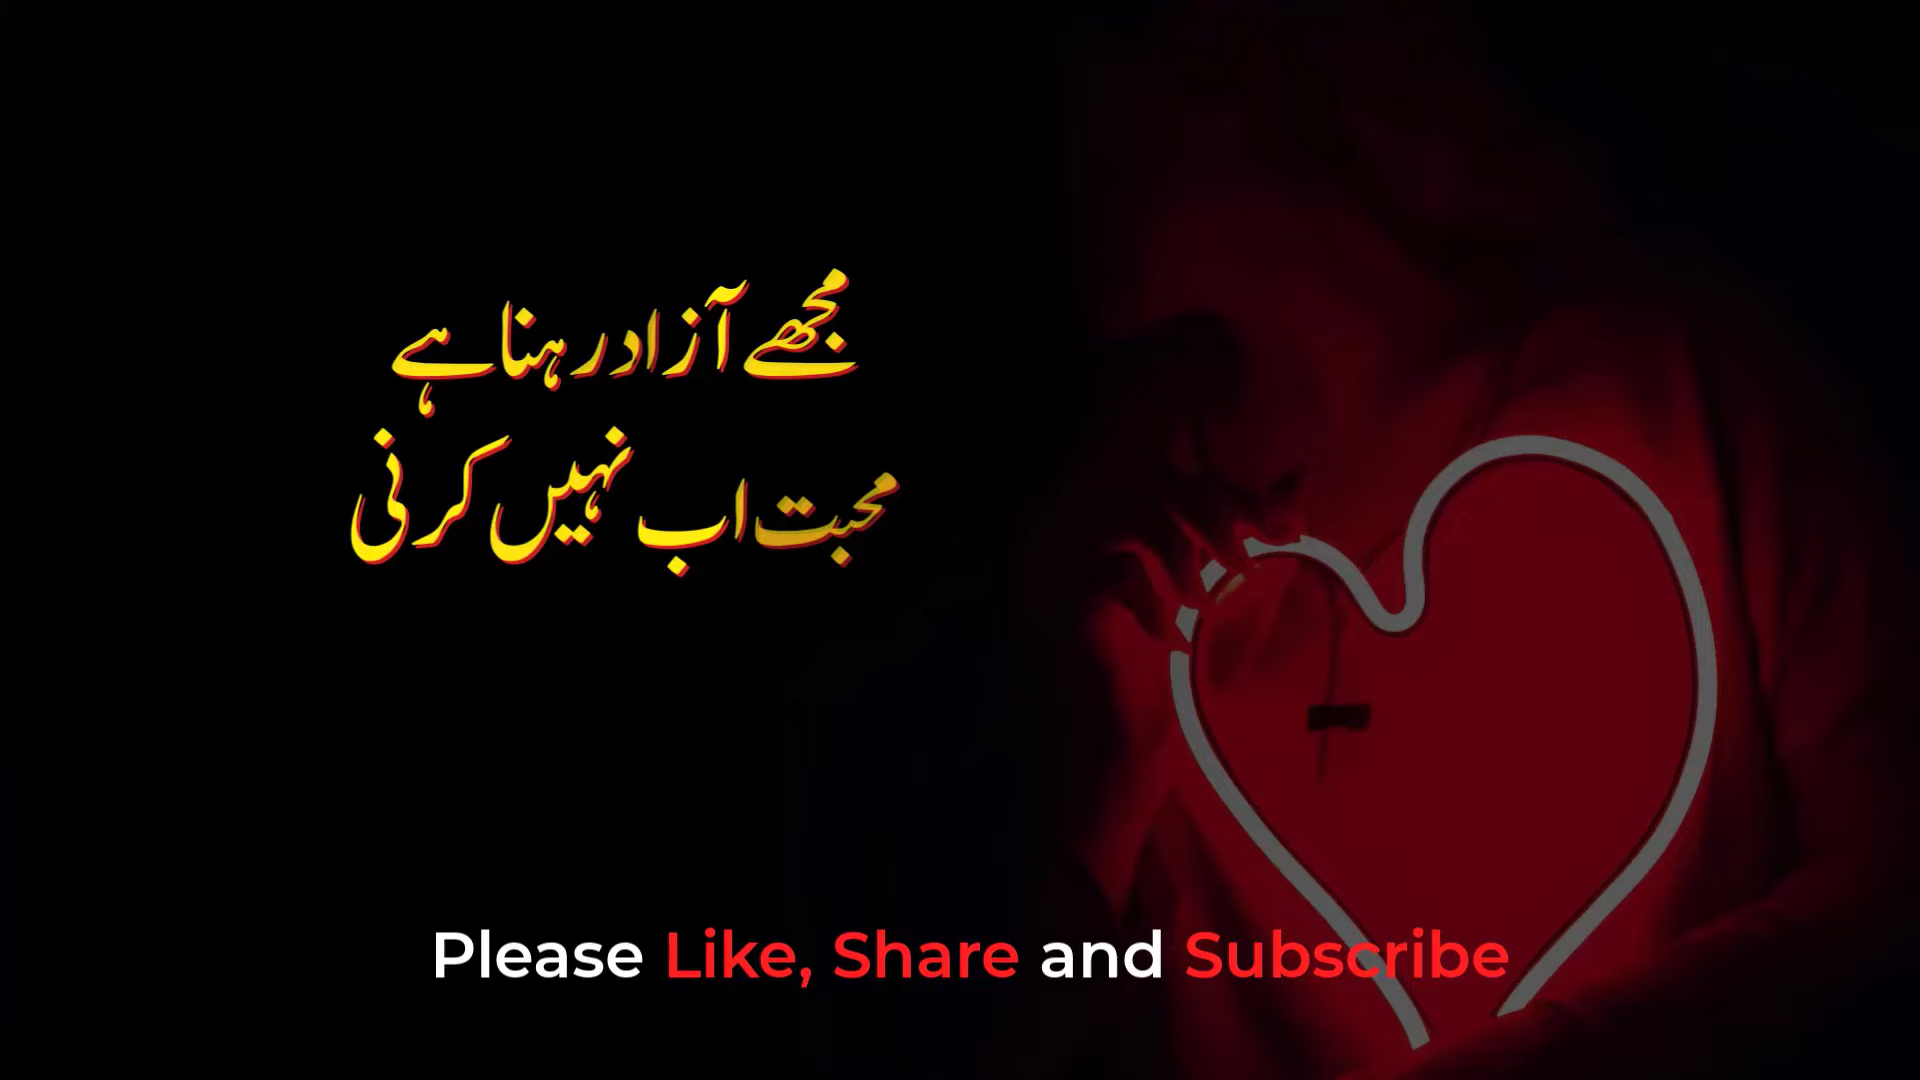 مجھے آزاد رہنا ہے
محبت اب نہیں کرنی
Please Like, Share and Subscribe